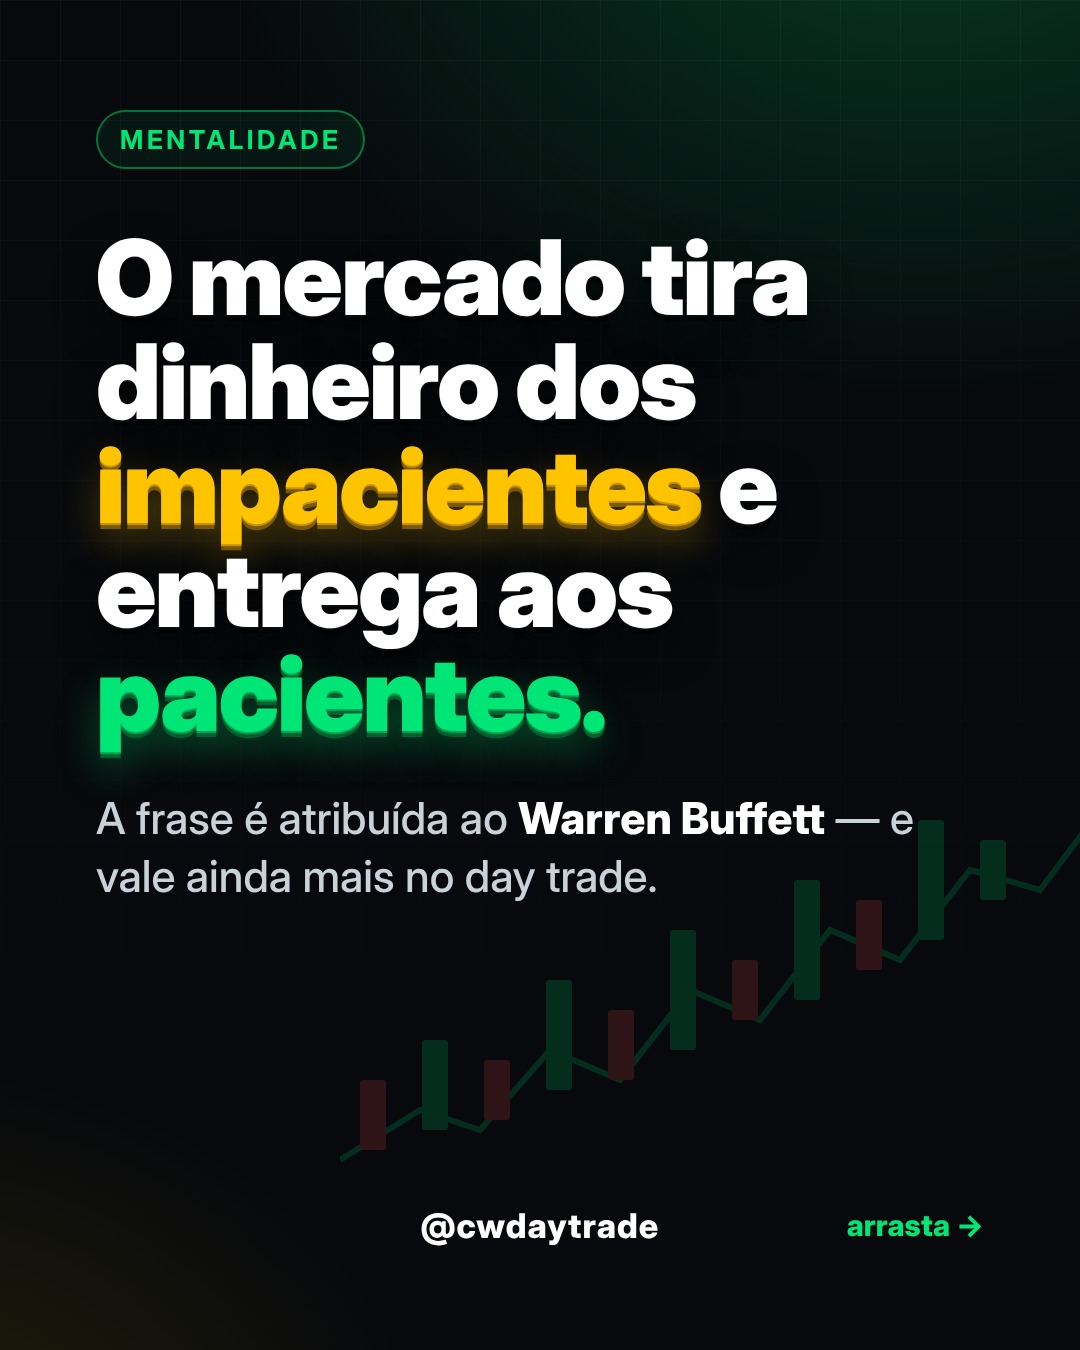 MENTALIDADE
O mercado tira
dinheiro dos
impacientes e
entrega aos
pacientes.
A frase é atribuída ao Warren Buffett — e
vale ainda mais no day trade.
@cwdaytrade
arrasta →